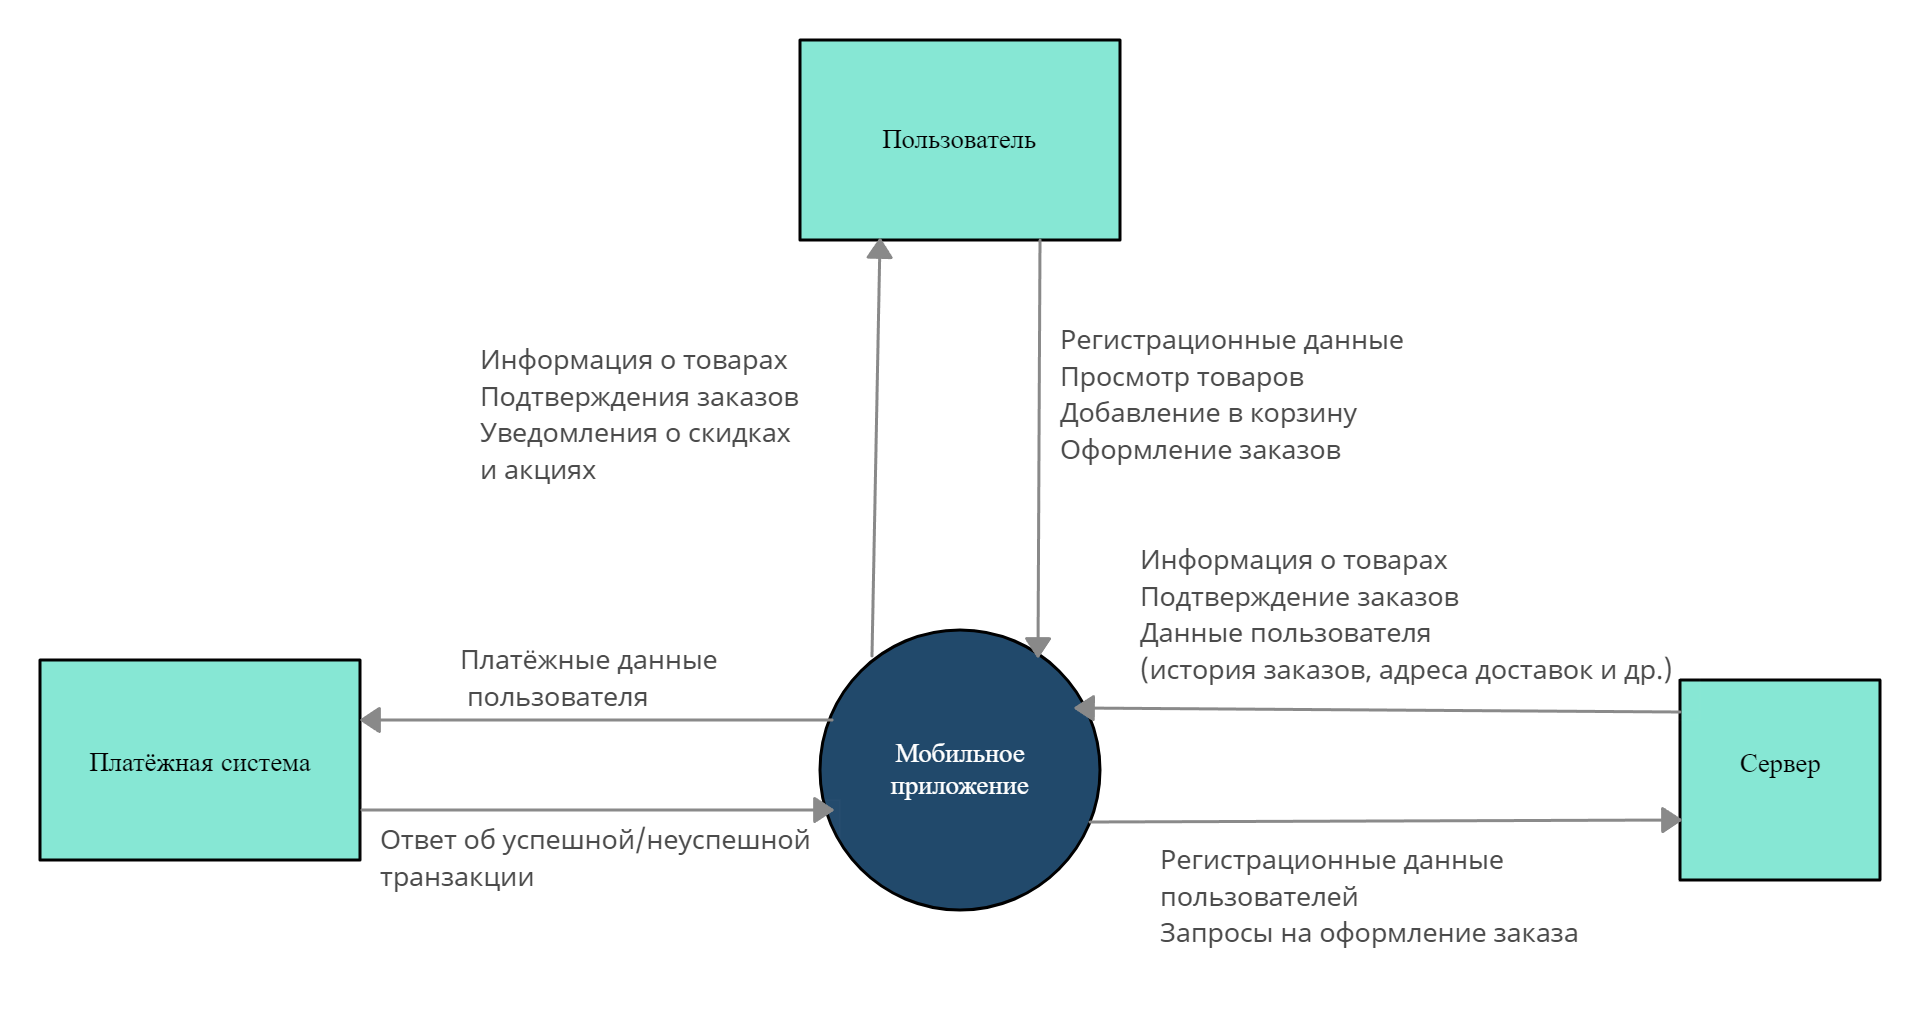 Пользователь
Информация о товарах
Подтверждения заказов
Уведомления о скидках
и акциях
Регистрационные данные
Просмотр товаров
Добавление в корзину
Оформление заказов
Информация о товарах
Подтверждение заказов
Данные пользователя
(история заказов, адреса доставок и др.)
Платёжные данные
пользователя
Платёжная система
Мобильное
приложение
Сервер
Ответ об успешной/неуспешной
транзакции
Регистрационные данные
пользователей
Запросы на оформление заказа